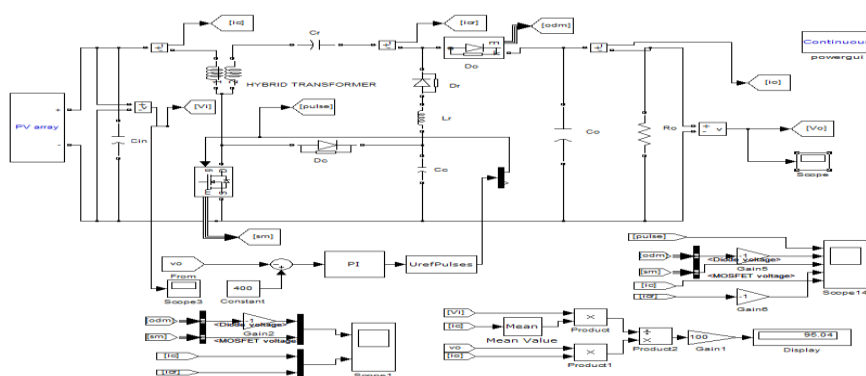 [Ic]
Cr
[Icr]
[odm]
Continuous
powergui
Do
HYBRID TRANSFORMER
Dr
[Io]
PV array
[Vi]
[pulse]
Cin
Lr
Co
Ro
[Vo]
Scope
Dc
Cc
[sm]
vo
From
PI
UrefPulses
Scope3
400
Constant
[pulse]
[odm]
<Diode voltage>
-1
Gain5
[sm]
<MOSFET voltage>
[Ic]
[Icr]
-1
Gain6
Scope14
[odm]
<Diode voltage>
-1
Gain2
[sm]
<MOSFET voltage>
[Ic]
[Icr]
Scope1
[Vi]
[Ic]
Mean
Mean Value
Product
vo
[Io]
Product1
Product2
100
Gain1
95.04
Display